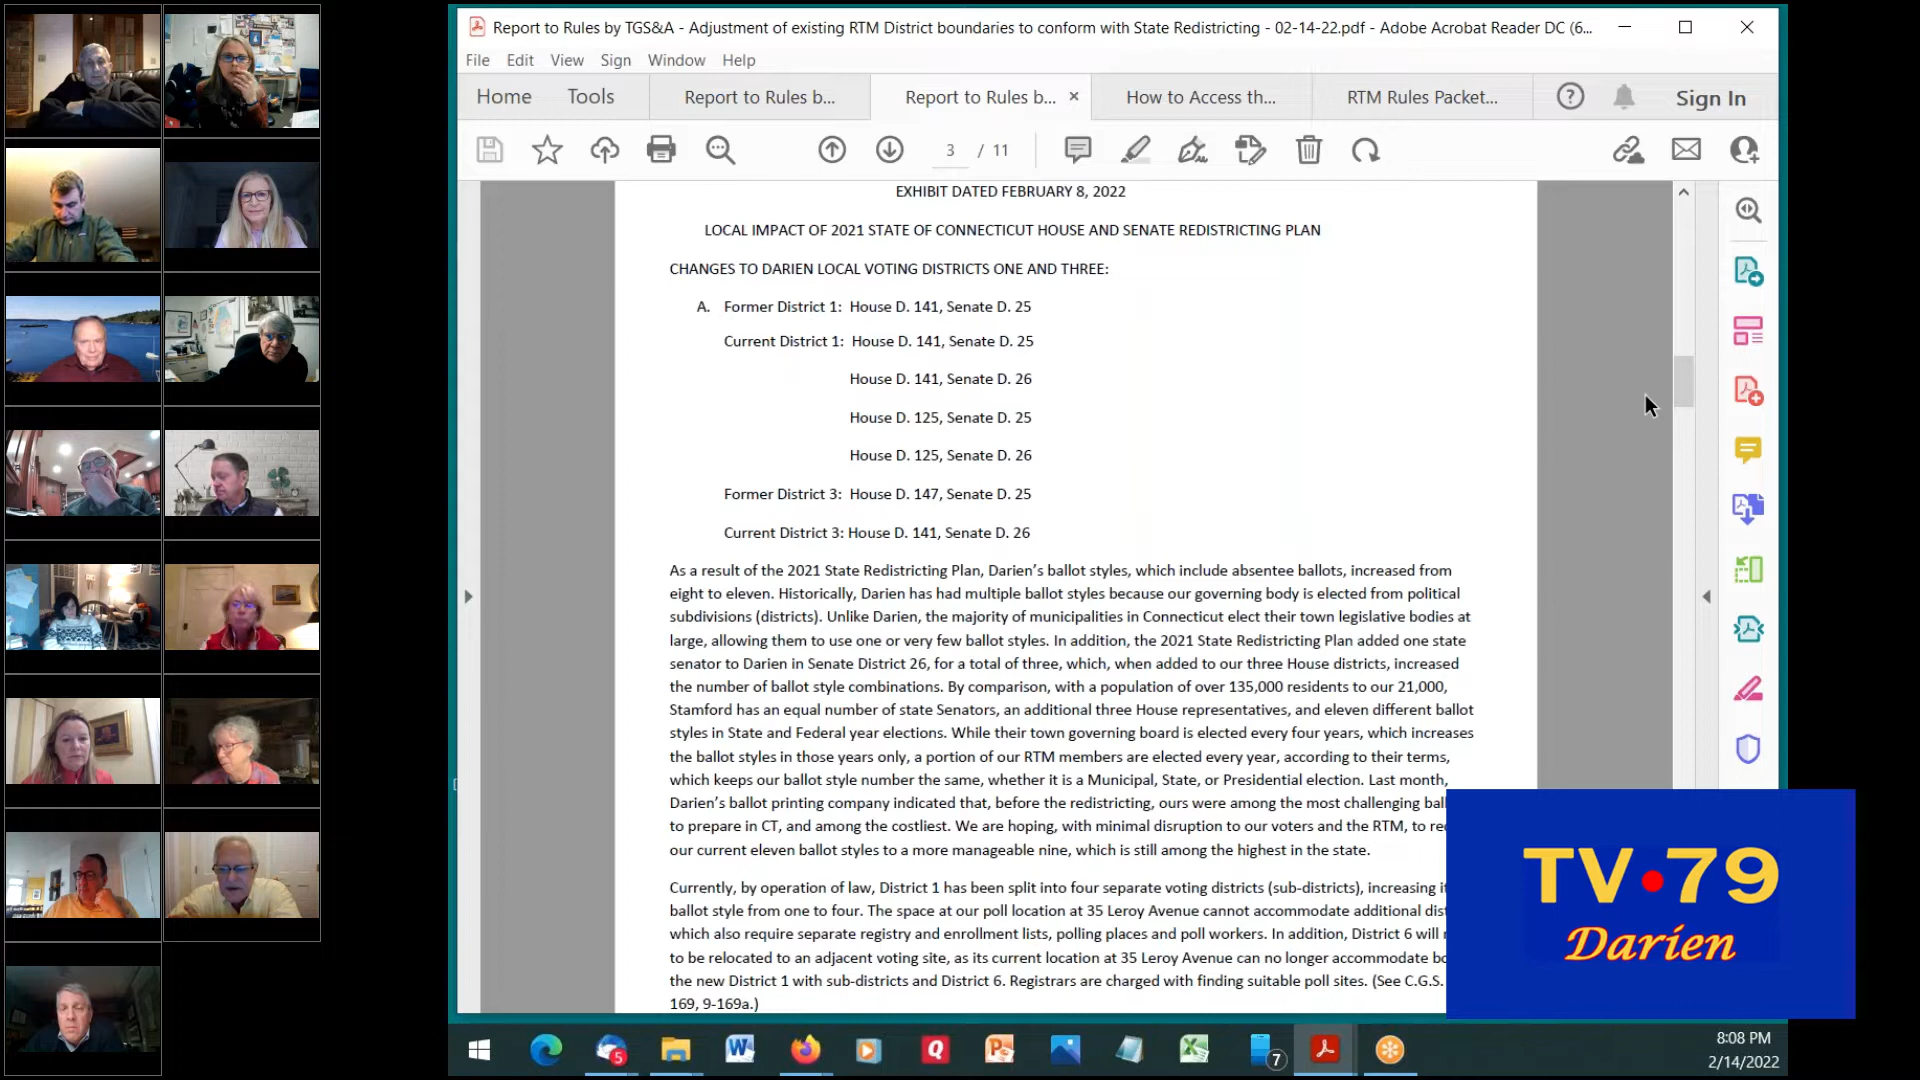 Report to Rules by TGS&A - Adjustment of existing RTM District boundaries to conform with State Redistricting - 02-14-22.pdf - Adobe Acrobat Reader DC (6...
File Edit View Sign Window Help
Home Tools Report to Rules b... Report to Rules b... × How to Access th... RTM Rules Packet... Sign In
3 / 11
EXHIBIT DATED FEBRUARY 8, 2022
LOCAL IMPACT OF 2021 STATE OF CONNECTICUT HOUSE AND SENATE REDISTRICTING PLAN
CHANGES TO DARIEN LOCAL VOTING DISTRICTS ONE AND THREE:
A. Former District 1: House D. 141, Senate D. 25
Current District 1: House D. 141, Senate D. 25
House D. 141, Senate D. 26
House D. 125, Senate D. 25
House D. 125, Senate D. 26
Former District 3: House D. 147, Senate D. 25
Current District 3: House D. 141, Senate D. 26
As a result of the 2021 State Redistricting Plan, Darien's ballot styles, which include absentee ballots, increased from
eight to eleven. Historically, Darien has had multiple ballot styles because our governing body is elected from political
subdivisions (districts). Unlike Darien, the majority of municipalities in Connecticut elect their town legislative bodies at
large, allowing them to use one or very few ballot styles. In addition, the 2021 State Redistricting Plan added one state
senator to Darien in Senate District 26, for a total of three, which, when added to our three House districts, increased
the number of ballot style combinations. By comparison, with a population of over 135,000 residents to our 21,000,
Stamford has an equal number of state Senators, an additional three House representatives, and eleven different ballot
styles in State and Federal year elections. While their town governing board is elected every four years, which increases
the ballot styles in those years only, a portion of our RTM members are elected every year, according to their terms,
which keeps our ballot style number the same, whether it is a Municipal, State, or Presidential election. Last month,
Darien's ballot printing company indicated that, before the redistricting, ours were among the most challenging
to prepare in CT, and among the costliest. We are hoping, with minimal disruption to our voters and the RTM, to
our current eleven ballot styles to a more manageable nine, which is still among the highest in the state.
Currently, by operation of law, District 1 has been split into four separate voting districts (sub-districts), increasing
ballot style from one to four. The space at our poll location at 35 Leroy Avenue cannot accommodate additional
which also require separate registry and enrollment lists, polling places and poll workers. In addition, District 6 will
to be relocated to an adjacent voting site, as its current location at 35 Leroy Avenue can no longer accommodate
the new District 1 with sub-districts and District 6. Registrars are charged with finding suitable poll sites. (See C.G.S.
169, 9-169a.)
TV•79
Darien
5
7
8:08 PM
2/14/2022